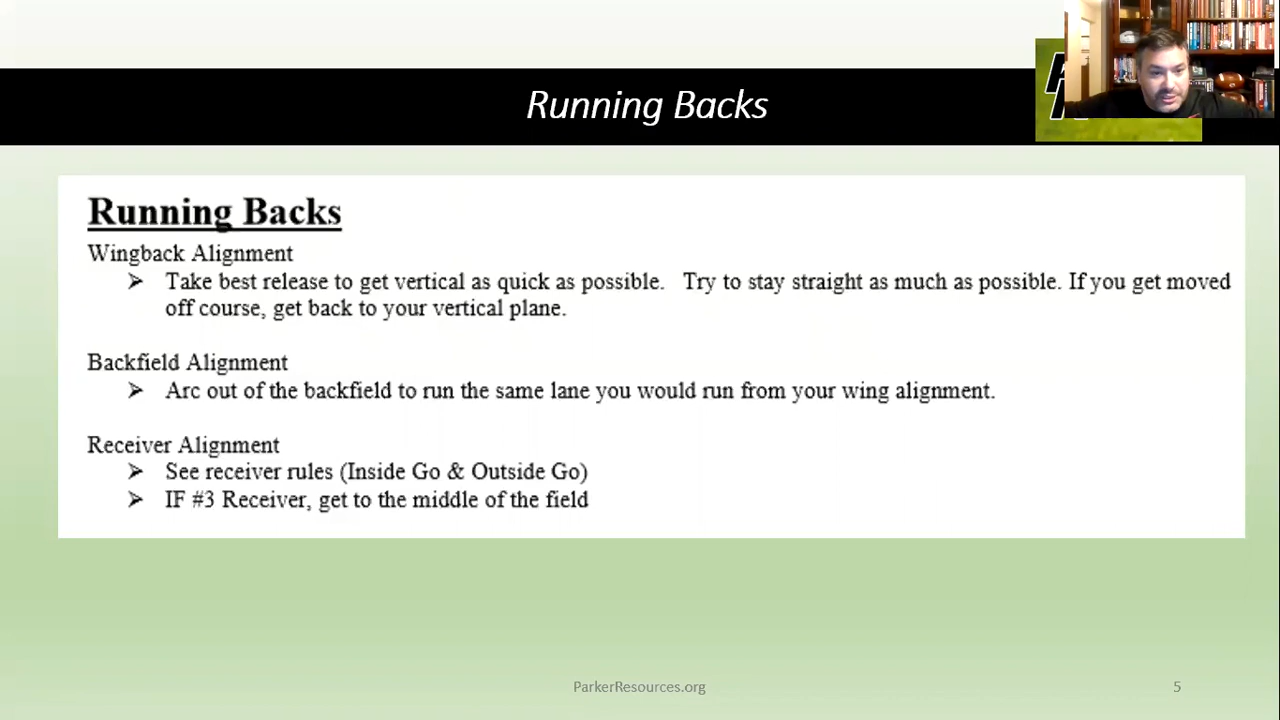 Running Backs
Running Backs
Wingback Alignment
➢ Take best release to get vertical as quick as possible. Try to stay straight as much as possible. If you get moved
off course, get back to your vertical plane.
Backfield Alignment
➢ Arc out of the backfield to run the same lane you would run from your wing alignment.
Receiver Alignment
➢ See receiver rules (Inside Go & Outside Go)
➢ IF #3 Receiver, get to the middle of the field
ParkerResources.org
5